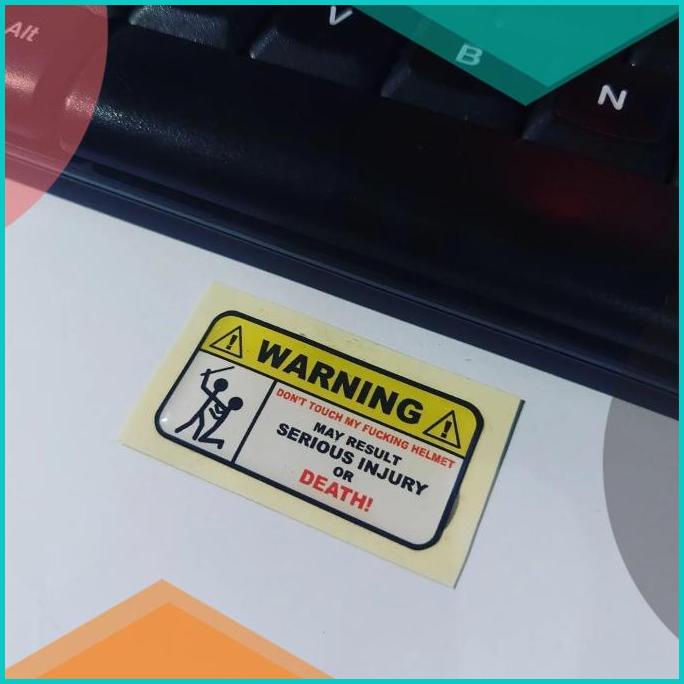 Alt
V
B
N
WARNING
DON'T TOUCH MY FUCKING HELMET
MAY RESULT
SERIOUS INJURY
OR
DEATH!